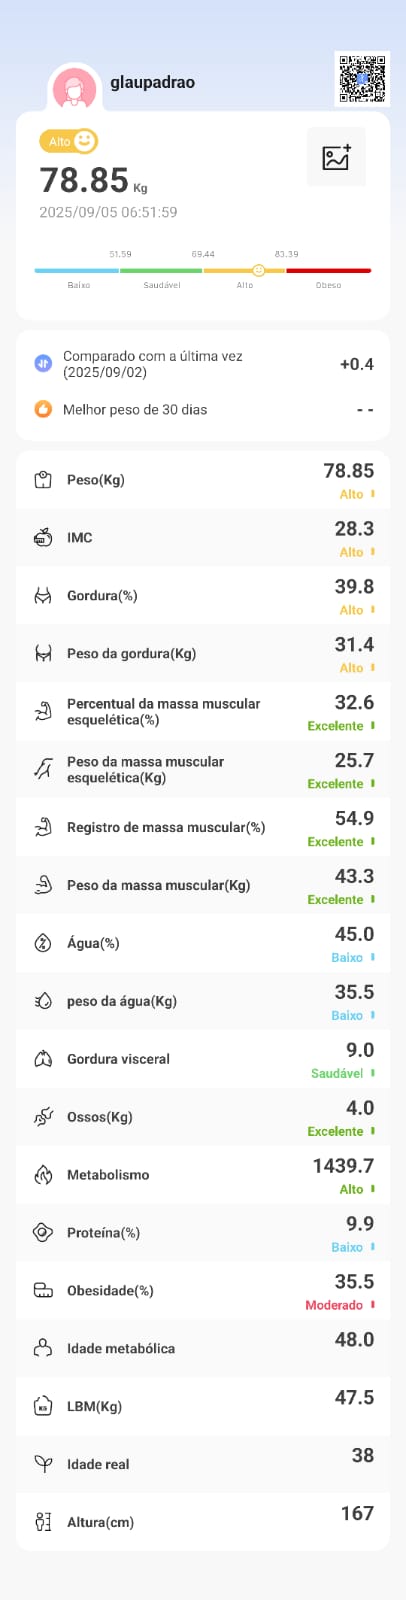 glaupadrao
Alto
78.85 Kg
2025/09/05 06:51:59
51.59 69.44 83.39
Baixo Saudável Alto Obeso
Comparado com a última vez
(2025/09/02)
+0.4
Melhor peso de 30 dias
- -
Peso(Kg)
78.85
Alto
IMC
28.3
Alto
Gordura(%)
39.8
Alto
Peso da gordura(Kg)
31.4
Alto
Percentual da massa muscular
esquelética(%)
32.6
Excelente
Peso da massa muscular
esquelética(Kg)
25.7
Excelente
Registro de massa muscular(%)
54.9
Excelente
Peso da massa muscular(Kg)
43.3
Excelente
Água(%)
45.0
Baixo
peso da água(Kg)
35.5
Baixo
Gordura visceral
9.0
Saudável
Ossos(Kg)
4.0
Excelente
Metabolismo
1439.7
Alto
Proteína(%)
9.9
Baixo
Obesidade(%)
35.5
Moderado
Idade metabólica
48.0
LBM(Kg)
47.5
Idade real
38
Altura(cm)
167